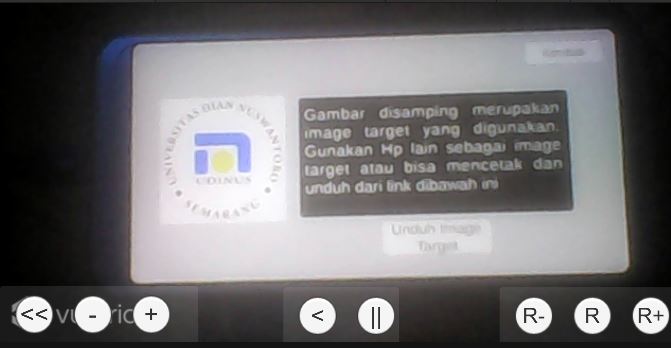 Kembali
UNIVERSITAS DIAN NUSWANTORO
UDINUS
SEMARANG
Gambar disamping merupakan
image target yang digunakan.
Gunakan Hp lain sebagai image
target atau bisa mencetak dan
unduh dari link dibawah ini
Unduh Image
Target
<< - + < || R- R R+